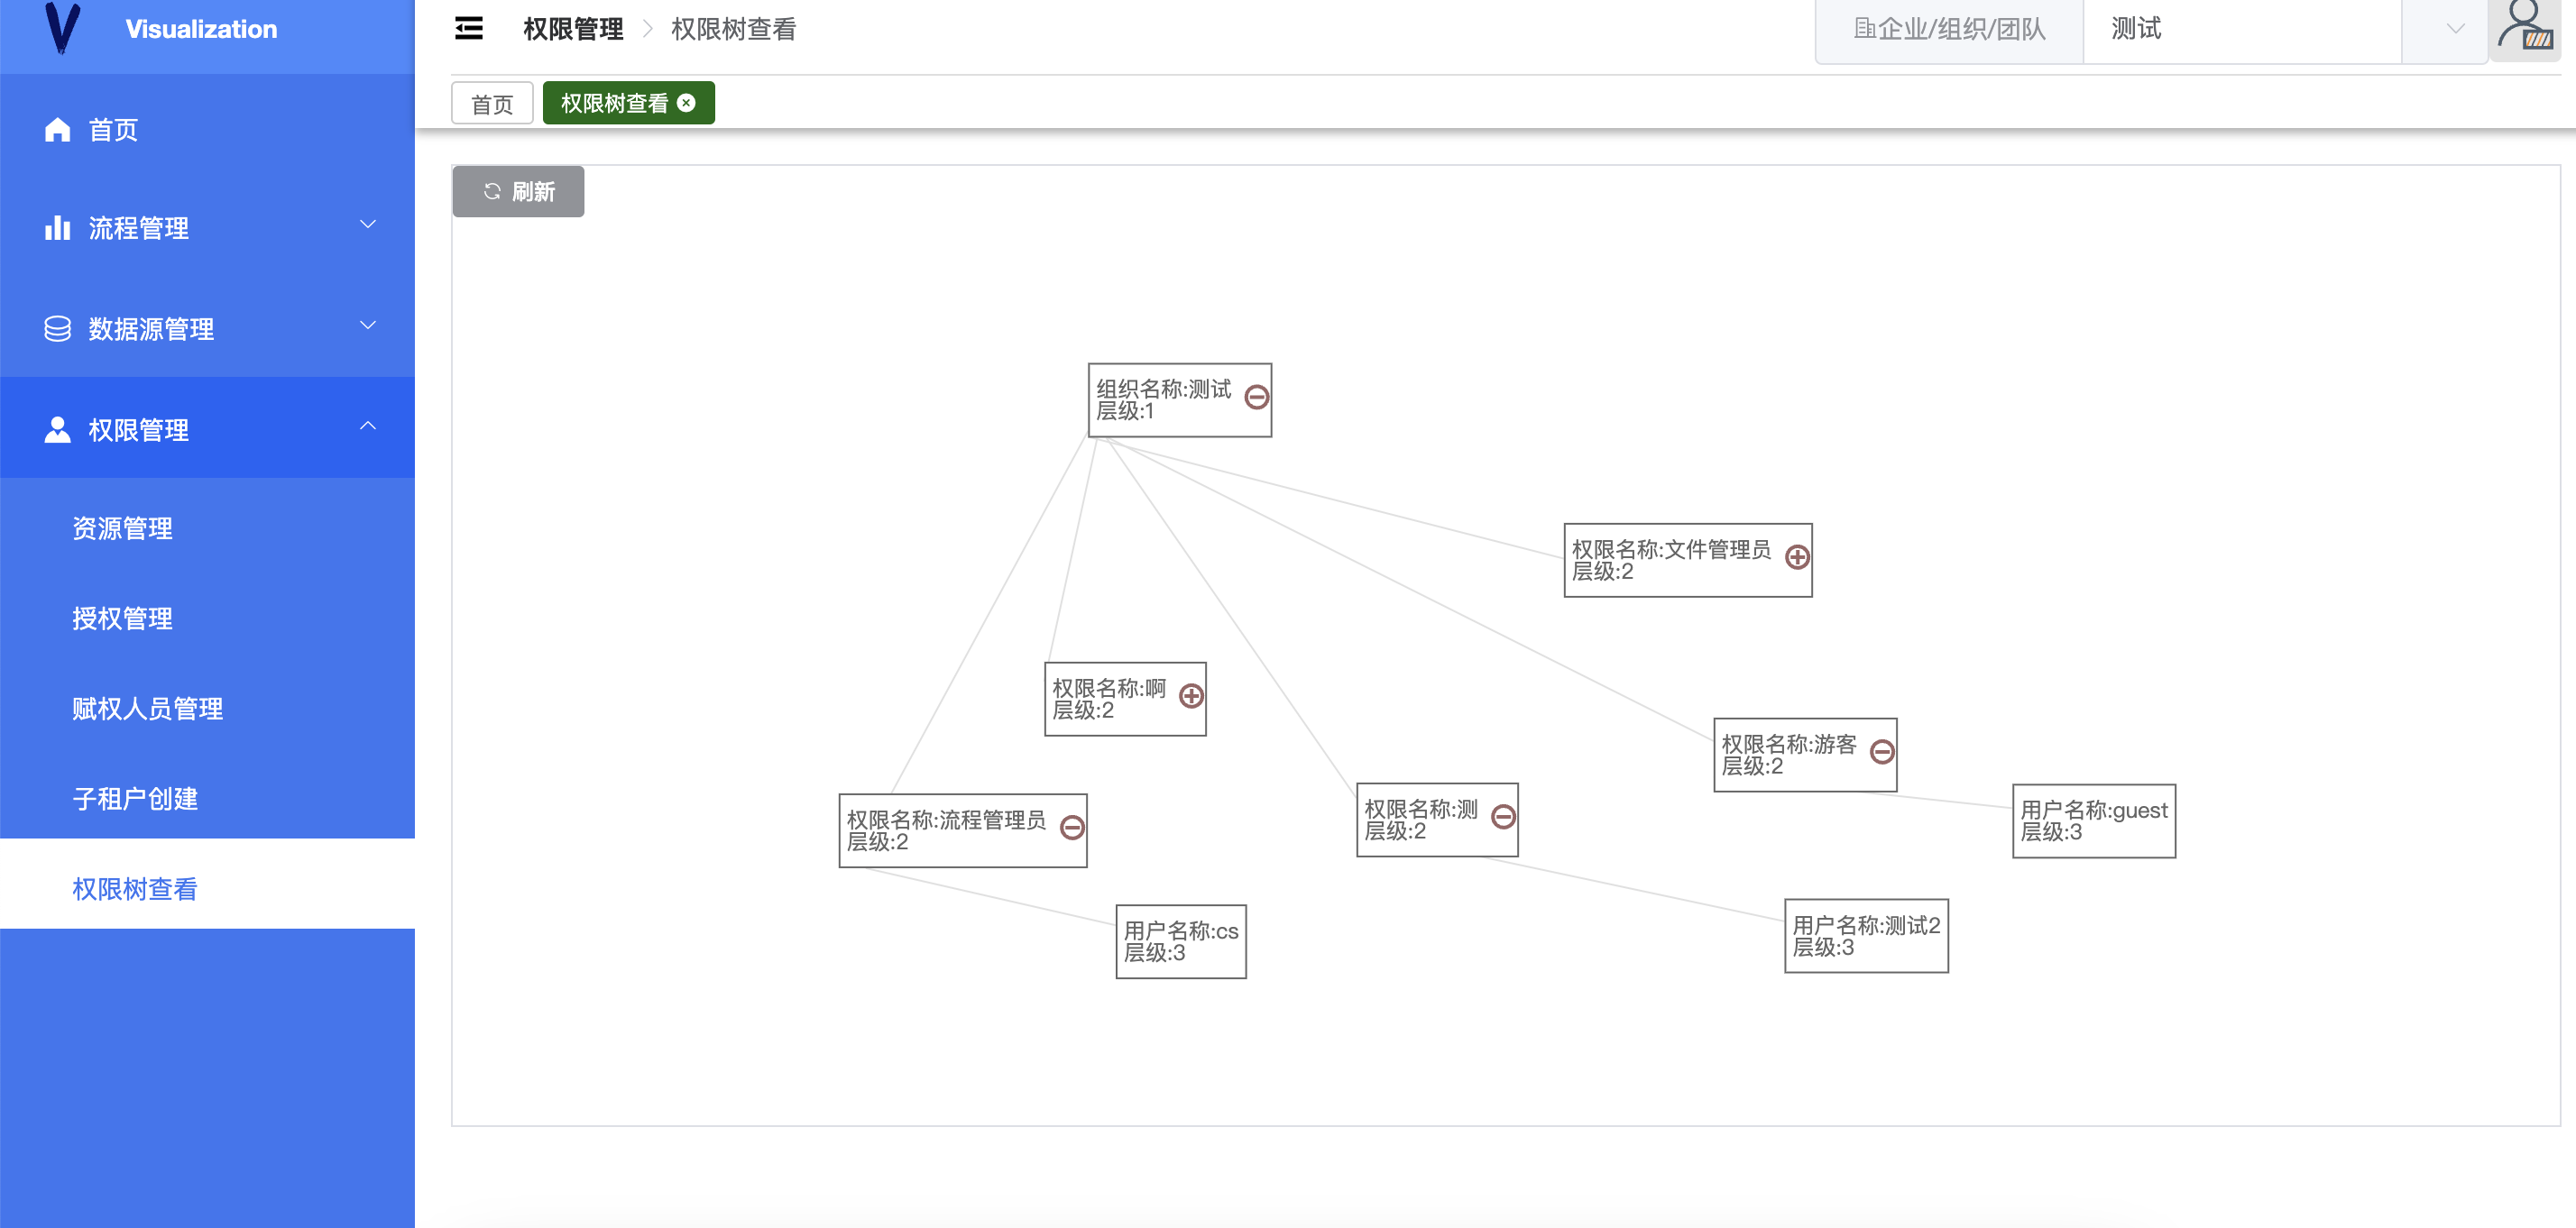 Visualization
首页
流程管理
数据源管理
权限管理
资源管理
授权管理
赋权人员管理
子租户创建
权限树查看
权限管理 权限树查看
企业/组织/团队 测试
首页 权限树查看
刷新
组织名称:测试
层级:1
权限名称:文件管理员
层级:2
权限名称:啊
层级:2
权限名称:游客
层级:2
权限名称:流程管理员
层级:2
权限名称:测
层级:2
用户名称:guest
层级:3
用户名称:cs
层级:3
用户名称:测试2
层级:3